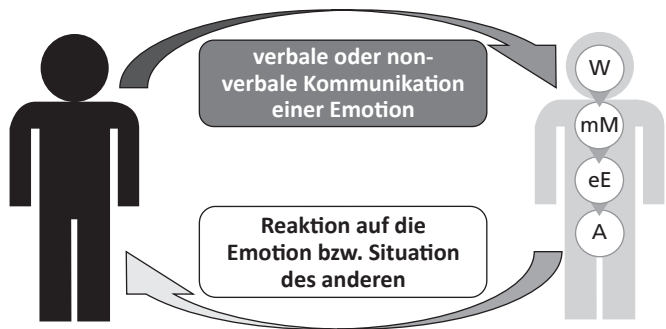 verbale oder non-
verbale Kommunikation
einer Emotion
W
mM
eE
A
Reaktion auf die
Emotion bzw. Situation
des anderen